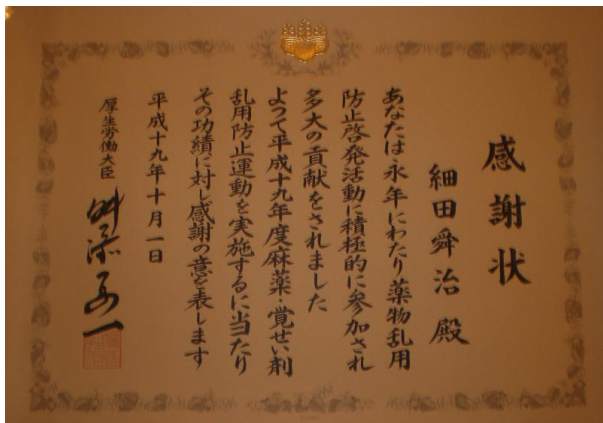 感謝状
細田舜治殿
あなたは永年にわたり薬物乱用
防止啓発活動に積極的に参加され
多大の貢献をされました
よつて平成十九年度麻薬・覚せい剤
乱用防止運動を実施するに当たり
その功績に対し感謝の意を表します
平成十九年十月一日
厚生労働大臣
舛添要一